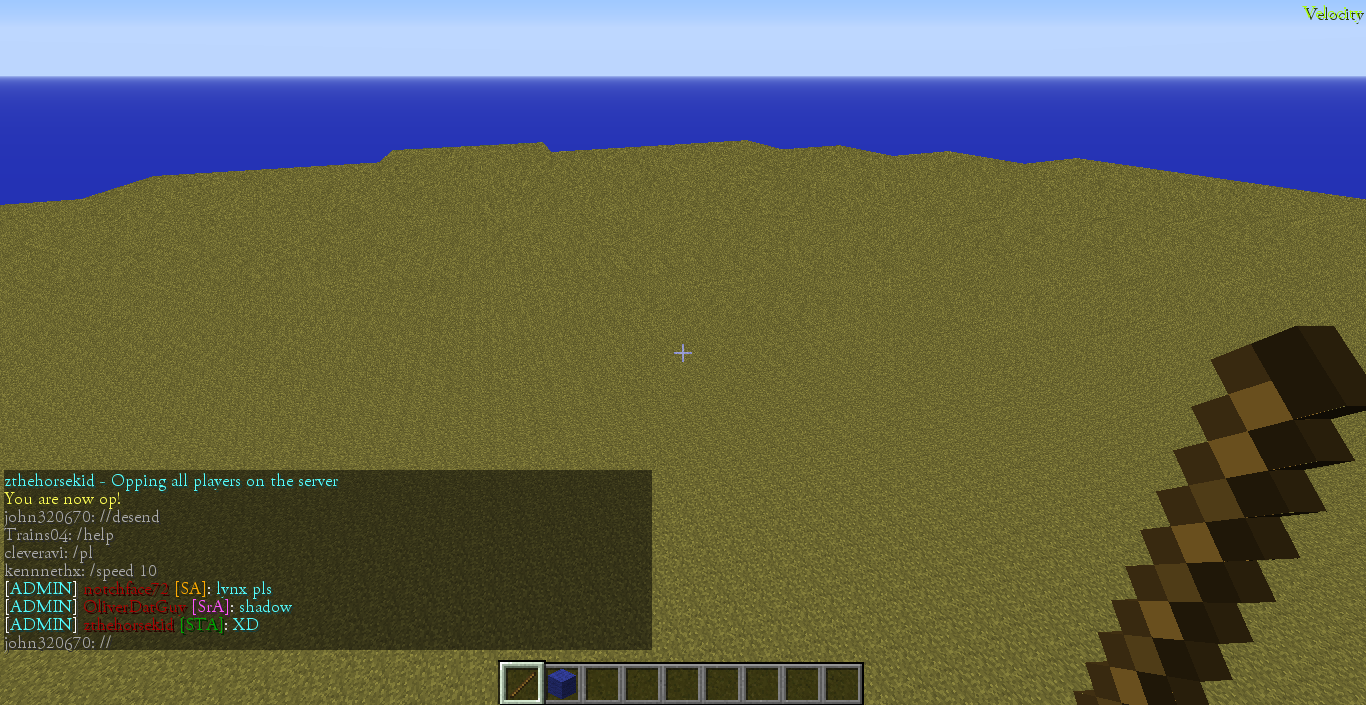 Velocity
zthehorsekid - Opping all players on the server
You are now op!
john320670: //desend
Trains04: /help
cleveravi: /pl
kennnethx: /speed 10
[ADMIN] notchface72 [SA]: lynx pls
[ADMIN] OliverDatGuy [SrA]: shadow
[ADMIN] zthehorsekid [STA]: XD
john320670: //